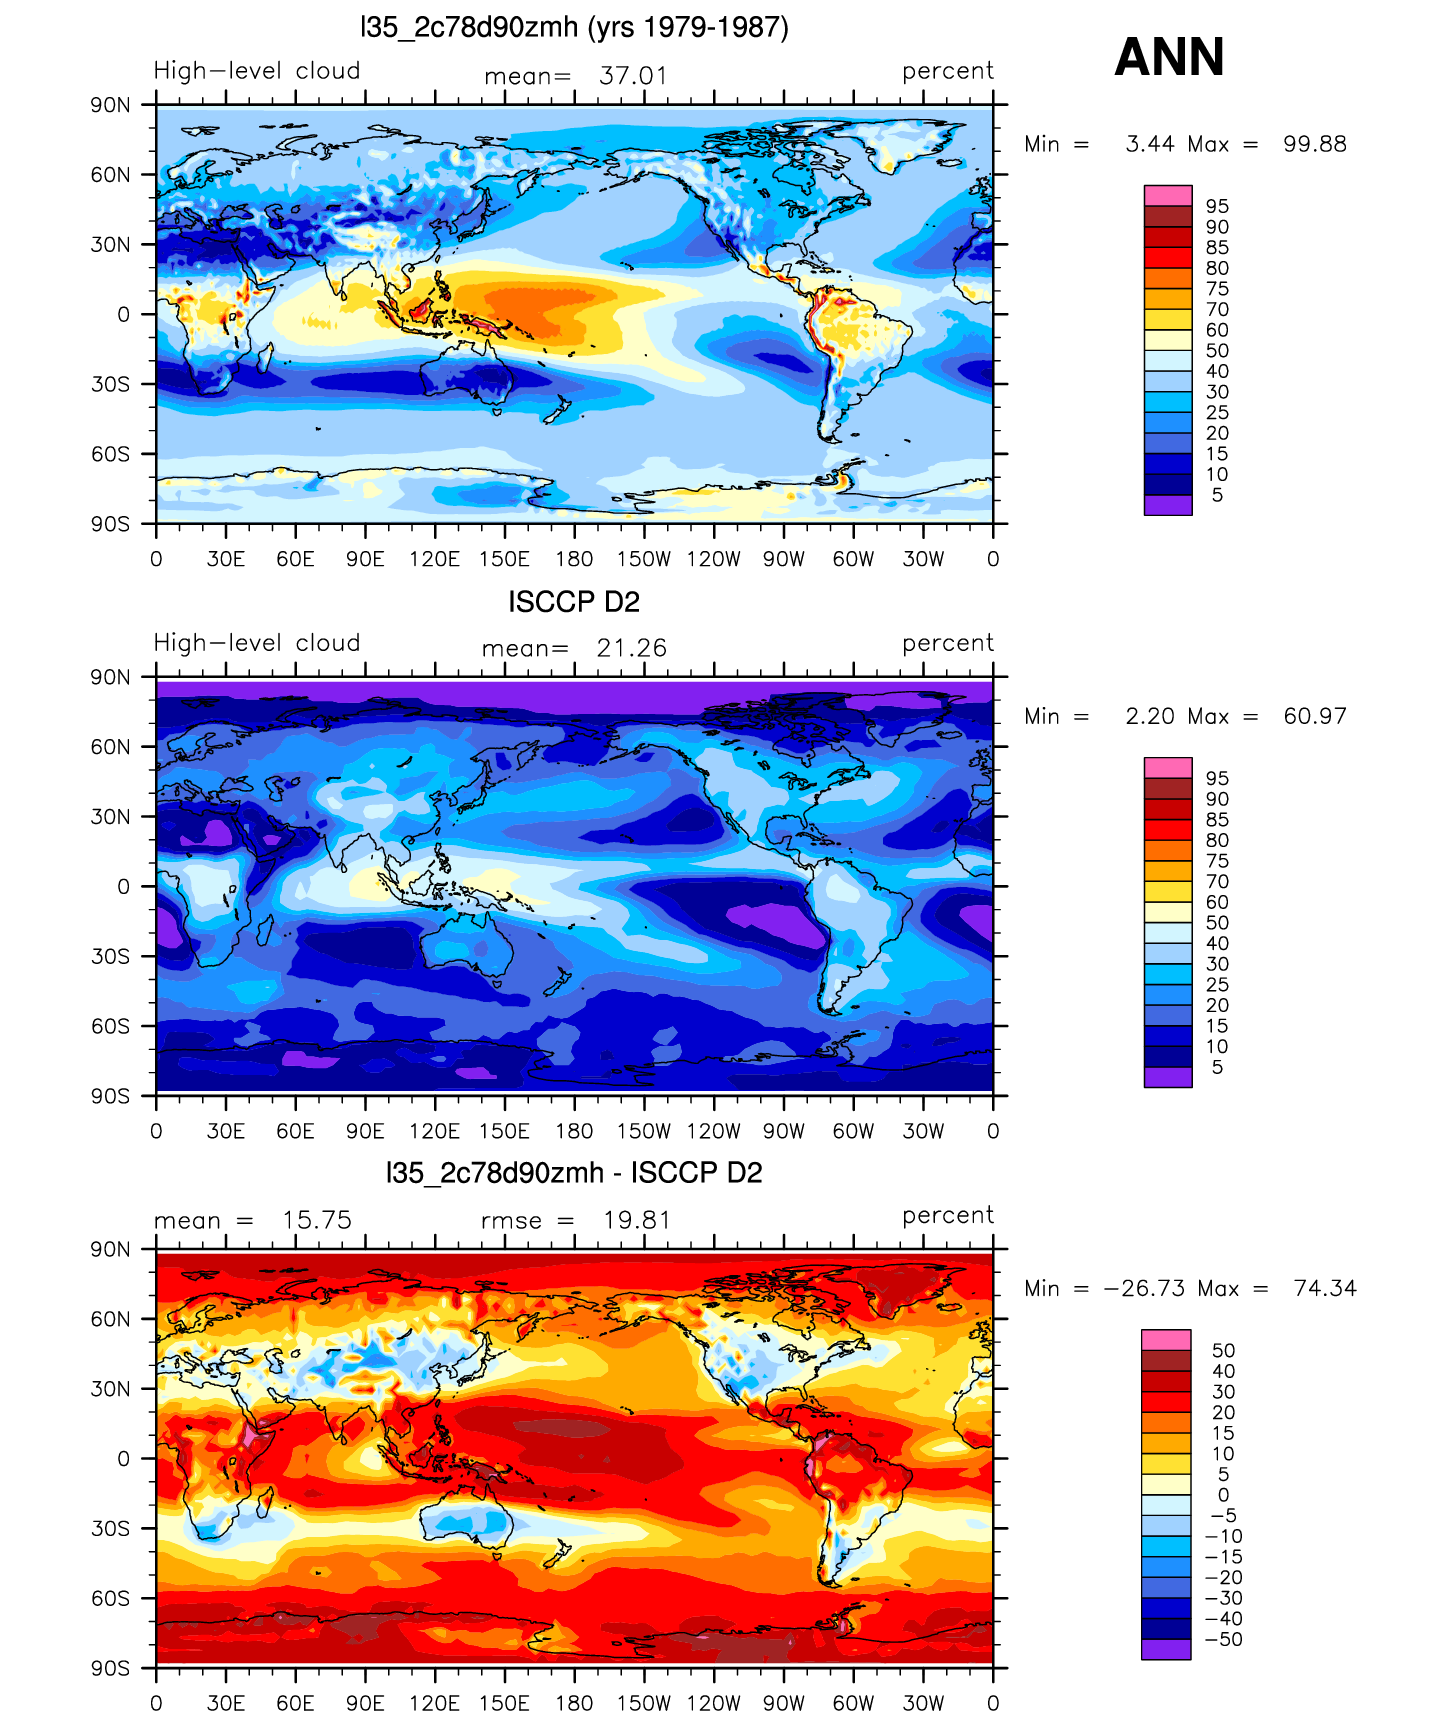 l35_2c78d90zmh (yrs 1979-1987)
ANN
High-level cloud mean= 37.01 percent
Min = 3.44 Max = 99.88
90N
60N
30N
0
30S
60S
90S
0 30E 60E 90E 120E 150E 180 150W 120W 90W 60W 30W 0
95
90
85
80
75
70
60
50
40
30
25
20
15
10
5
ISCCP D2
High-level cloud mean= 21.26 percent
Min = 2.20 Max = 60.97
90N
60N
30N
0
30S
60S
90S
0 30E 60E 90E 120E 150E 180 150W 120W 90W 60W 30W 0
95
90
85
80
75
70
60
50
40
30
25
20
15
10
5
l35_2c78d90zmh - ISCCP D2
mean = 15.75 rmse = 19.81 percent
Min = -26.73 Max = 74.34
90N
60N
30N
0
30S
60S
90S
0 30E 60E 90E 120E 150E 180 150W 120W 90W 60W 30W 0
50
40
30
20
15
10
5
0
-5
-10
-15
-20
-30
-40
-50